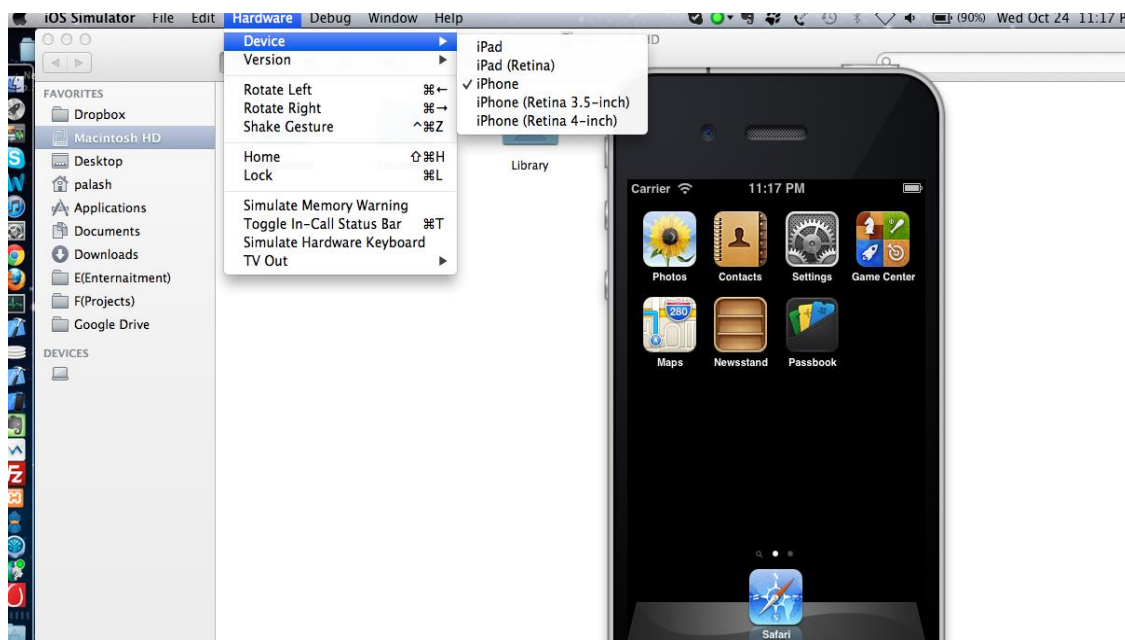 iOS Simulator File Edit Hardware Debug Window Help (90%) Wed Oct 24 11:17 P
Device
Version
Rotate Left ⌘←
Rotate Right ⌘→
Shake Gesture ^⌘Z
Home ⇧⌘H
Lock ⌘L
Simulate Memory Warning
Toggle In-Call Status Bar ⌘T
Simulate Hardware Keyboard
TV Out
iPad
iPad (Retina)
✓ iPhone
iPhone (Retina 3.5-inch)
iPhone (Retina 4-inch)
HD
FAVORITES
Dropbox
Macintosh HD
Desktop
palash
Applications
Documents
Downloads
E(Enternaitment)
F(Projects)
Google Drive
DEVICES
Library
Carrier 11:17 PM
Photos Contacts Settings Game Center
280
Maps Newsstand Passbook
Safari